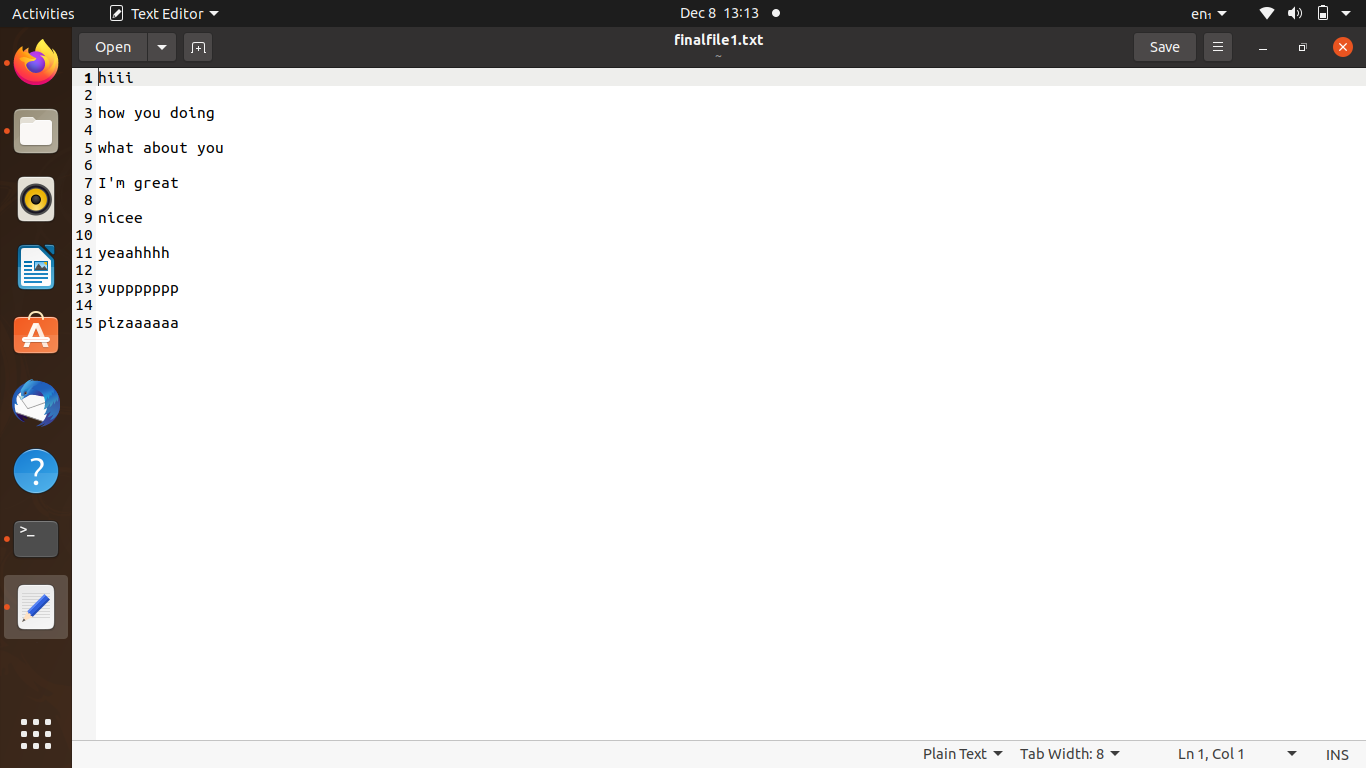 Activities Text Editor Dec 8 13:13 en₁
Open finalfile1.txt Save
~
1 hiii
2
3 how you doing
4
5 what about you
6
7 I'm great
8
9 nicee
10
11 yeaahhhh
12
13 yuppppppp
14
15 pizaaaaaa
Plain Text Tab Width: 8 Ln 1, Col 1 INS